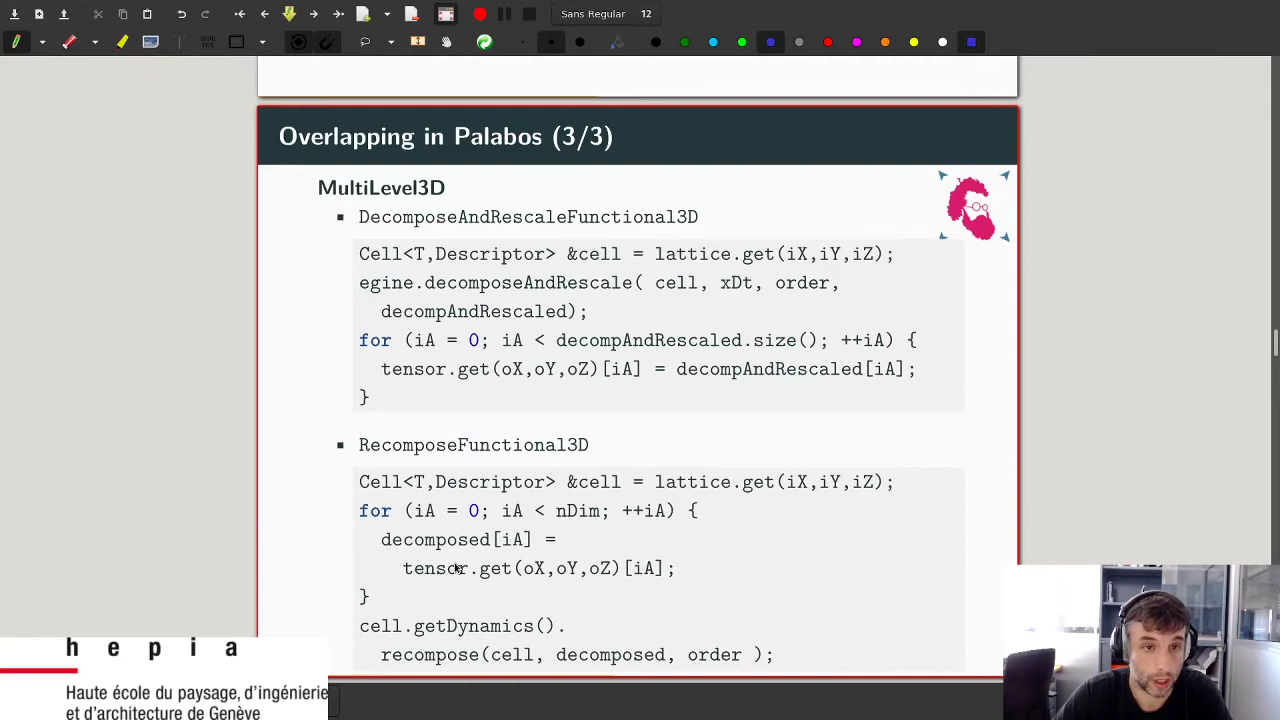 Sans Regular 12
Overlapping in Palabos (3/3)
MultiLevel3D
▪ DecomposeAndRescaleFunctional3D
Cell<T,Descriptor> &cell = lattice.get(iX,iY,iZ);
egine.decomposeAndRescale( cell, xDt, order,
decompAndRescaled);
for (iA = 0; iA < decompAndRescaled.size(); ++iA) {
tensor.get(oX,oY,oZ)[iA] = decompAndRescaled[iA];
}
▪ RecomposeFunctional3D
Cell<T,Descriptor> &cell = lattice.get(iX,iY,iZ);
for (iA = 0; iA < nDim; ++iA) {
decomposed[iA] =
tensor.get(oX,oY,oZ)[iA];
}
cell.getDynamics().
recompose(cell, decomposed, order );
hepia
Haute école du paysage, d'ingénierie
et d'architecture de Genève